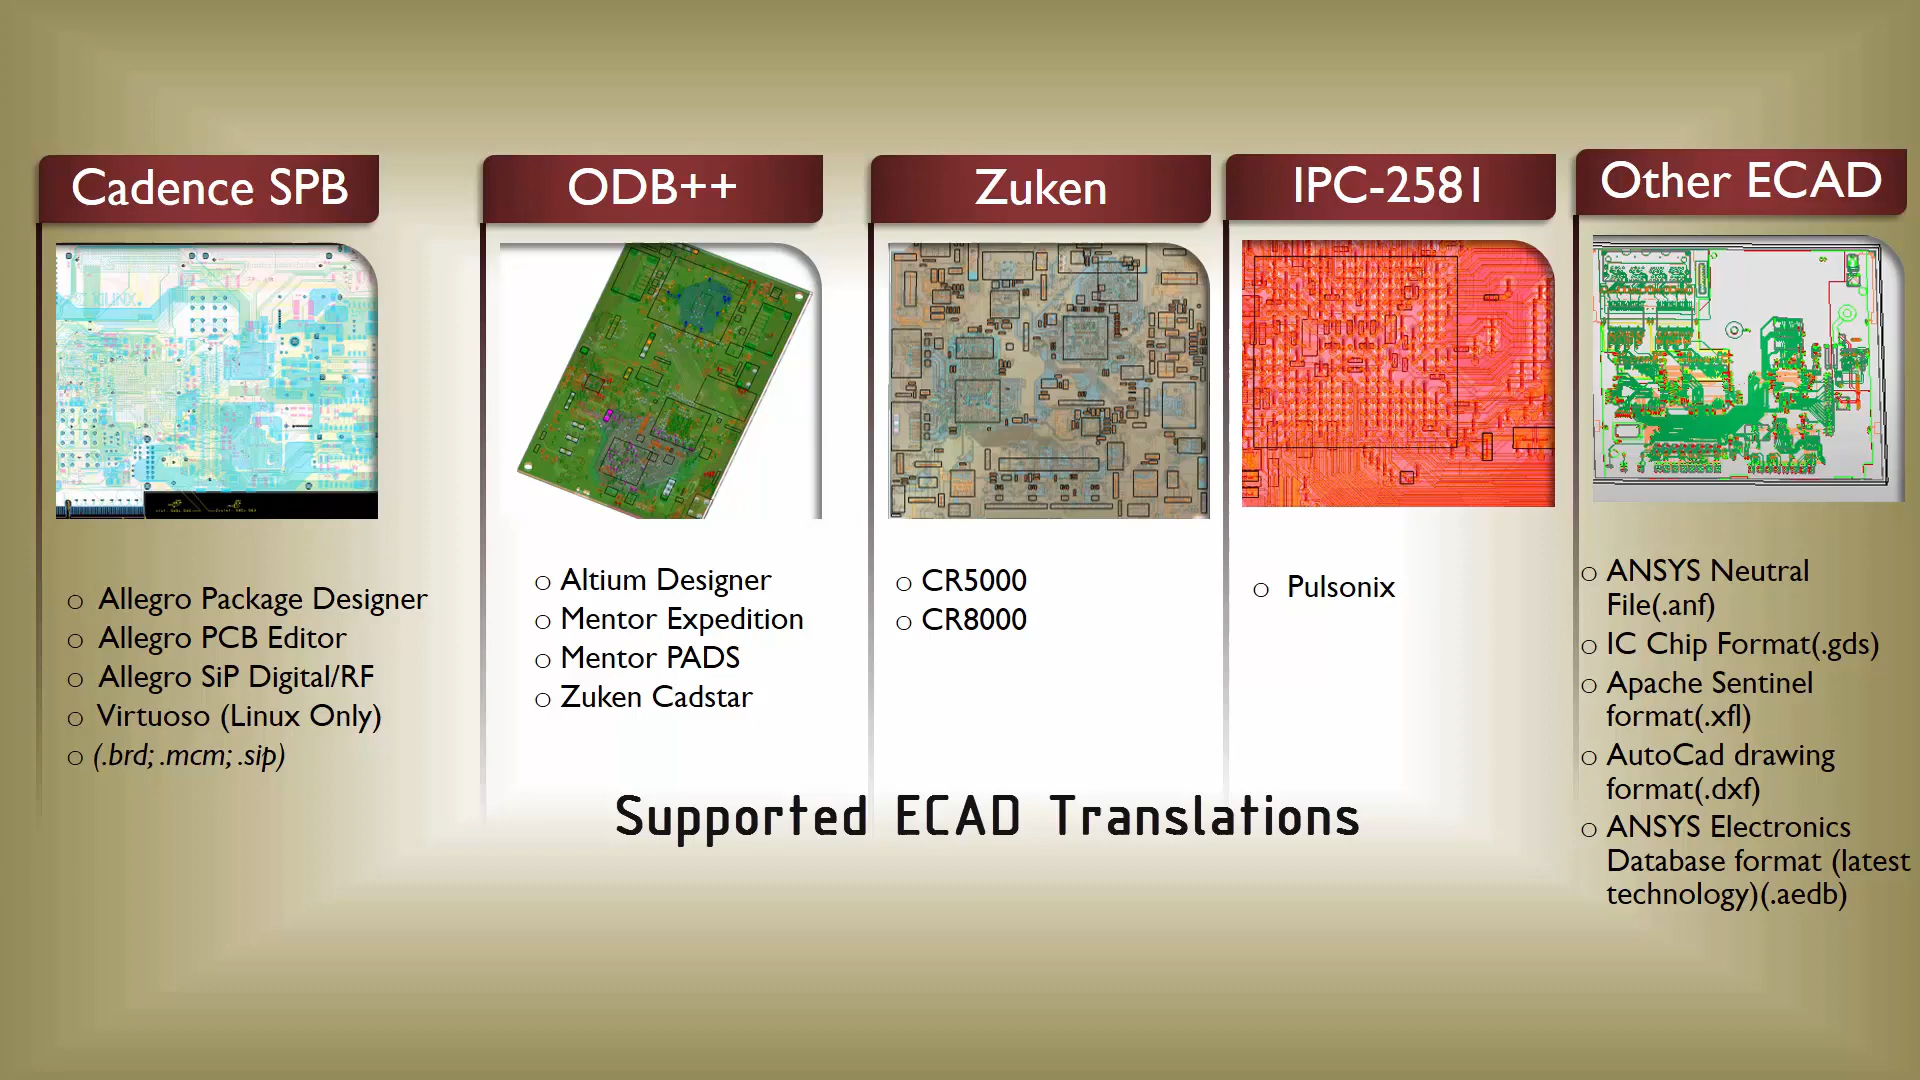 Cadence SPB
Allegro Package Designer
Allegro PCB Editor
Allegro SiP Digital/RF
Virtuoso (Linux Only)
(.brd; .mcm; .sip)
ODB++
Altium Designer
Mentor Expedition
Mentor PADS
Zuken Cadstar
Zuken
CR5000
CR8000
IPC-2581
Pulsonix
Other ECAD
ANSYS Neutral
File(.anf)
IC Chip Format(.gds)
Apache Sentinel
format(.xfl)
AutoCad drawing
format(.dxf)
ANSYS Electronics
Database format (latest
technology)(.aedb)
Supported ECAD Translations